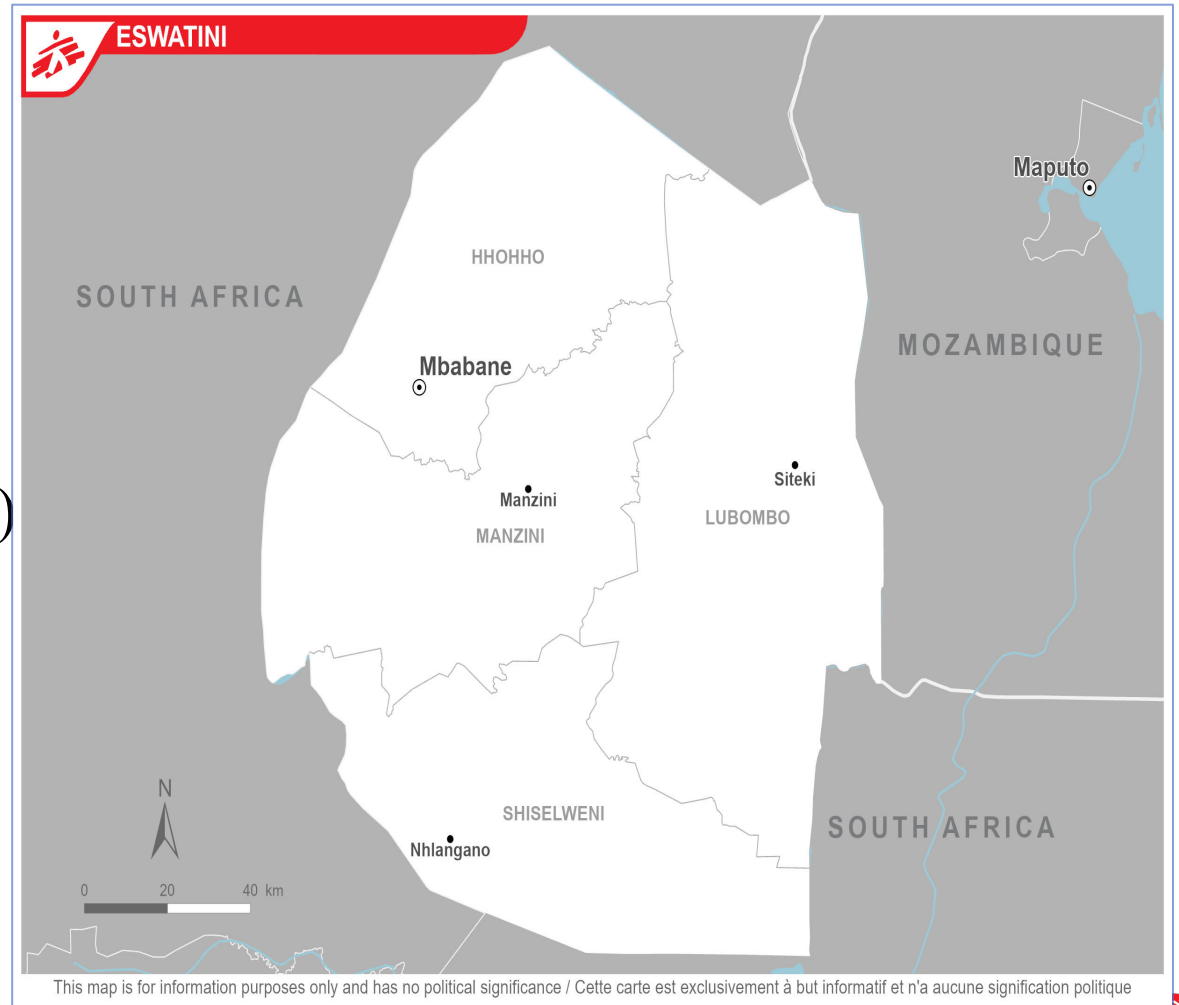 ESWATINI
Maputo
HHOHHO
SOUTH AFRICA
MOZAMBIQUE
Mbabane
Siteki
Manzini
LUBOMBO
MANZINI
)
N
SHISELWENI
SOUTH AFRICA
Nhlangano
0 20 40 km
This map is for information purposes only and has no political significance / Cette carte est exclusivement à but informatif et n'a aucune signification politique